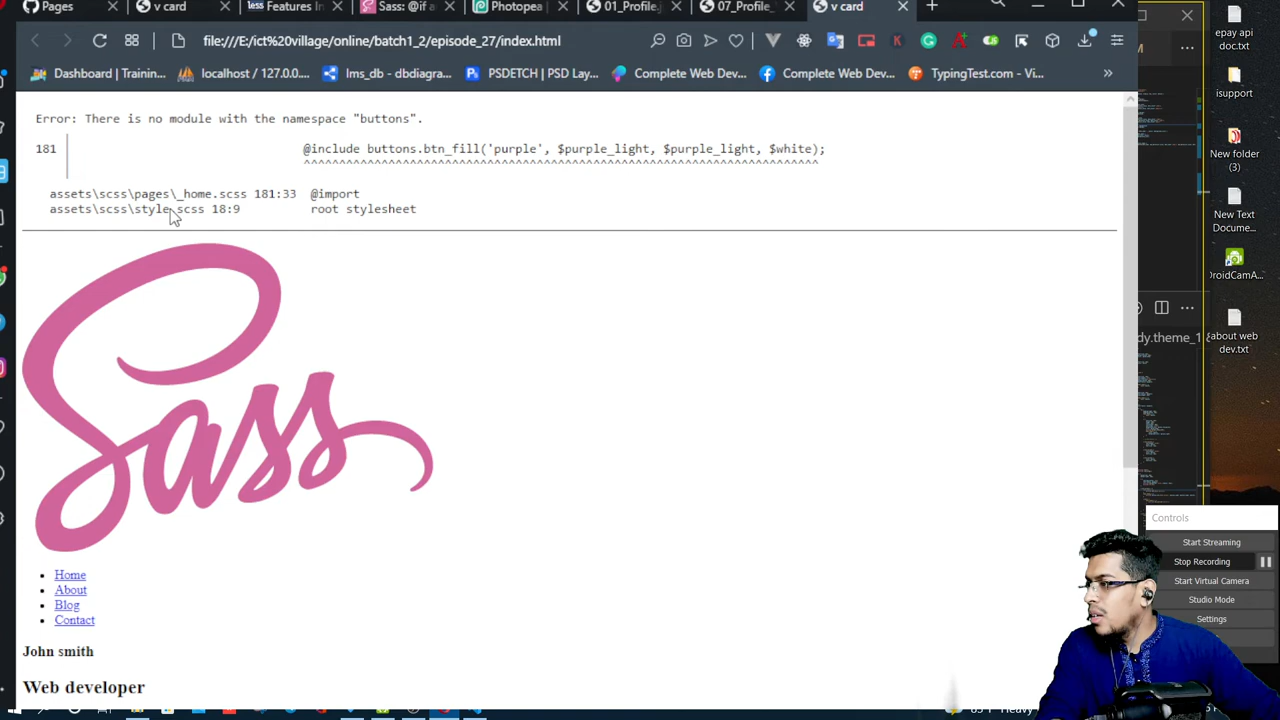 Pages
v card
less Features In
Sass: @if a
Photopea
01_Profile.j
07_Profile_
v card
file:///E:/ict%20village/online/batch1_2/episode_27/index.html
Dashboard | Trainin...
localhost / 127.0.0....
lms_db - dbdiagra...
PSDETCH | PSD Lay...
Complete Web Dev...
Complete Web Dev...
TypingTest.com - Vi...
Error: There is no module with the namespace "buttons".
181 @include buttons.btn_fill('purple', $purple_light, $purple_light, $white);
^^^^^^^^^^^^^^^^^^^^^^^^^^^^^^^^^^^^^^^^^^^^^^^^^^^^^^^^^^^^^^^^^^^^^^^^^
assets\scss\pages\_home.scss 181:33 @import
assets\scss\style.scss 18:9 root stylesheet
Sass
Home
About
Blog
Contact
John smith
Web developer
epay api
doc.txt
isupport
New folder
(3)
New Text
Docume...
DroidCamA...
about web
dev.txt
dy.theme_1
Controls
Start Streaming
Stop Recording
Start Virtual Camera
Studio Mode
Settings